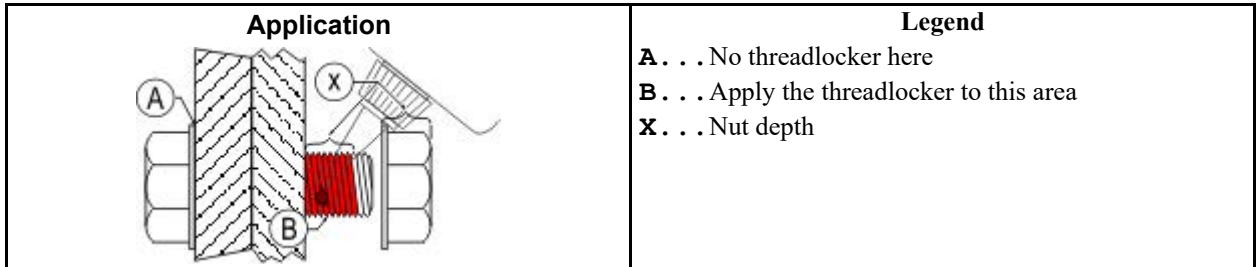 Application
A
X
B
Legend
A...No threadlocker here
B...Apply the threadlocker to this area
X...Nut depth